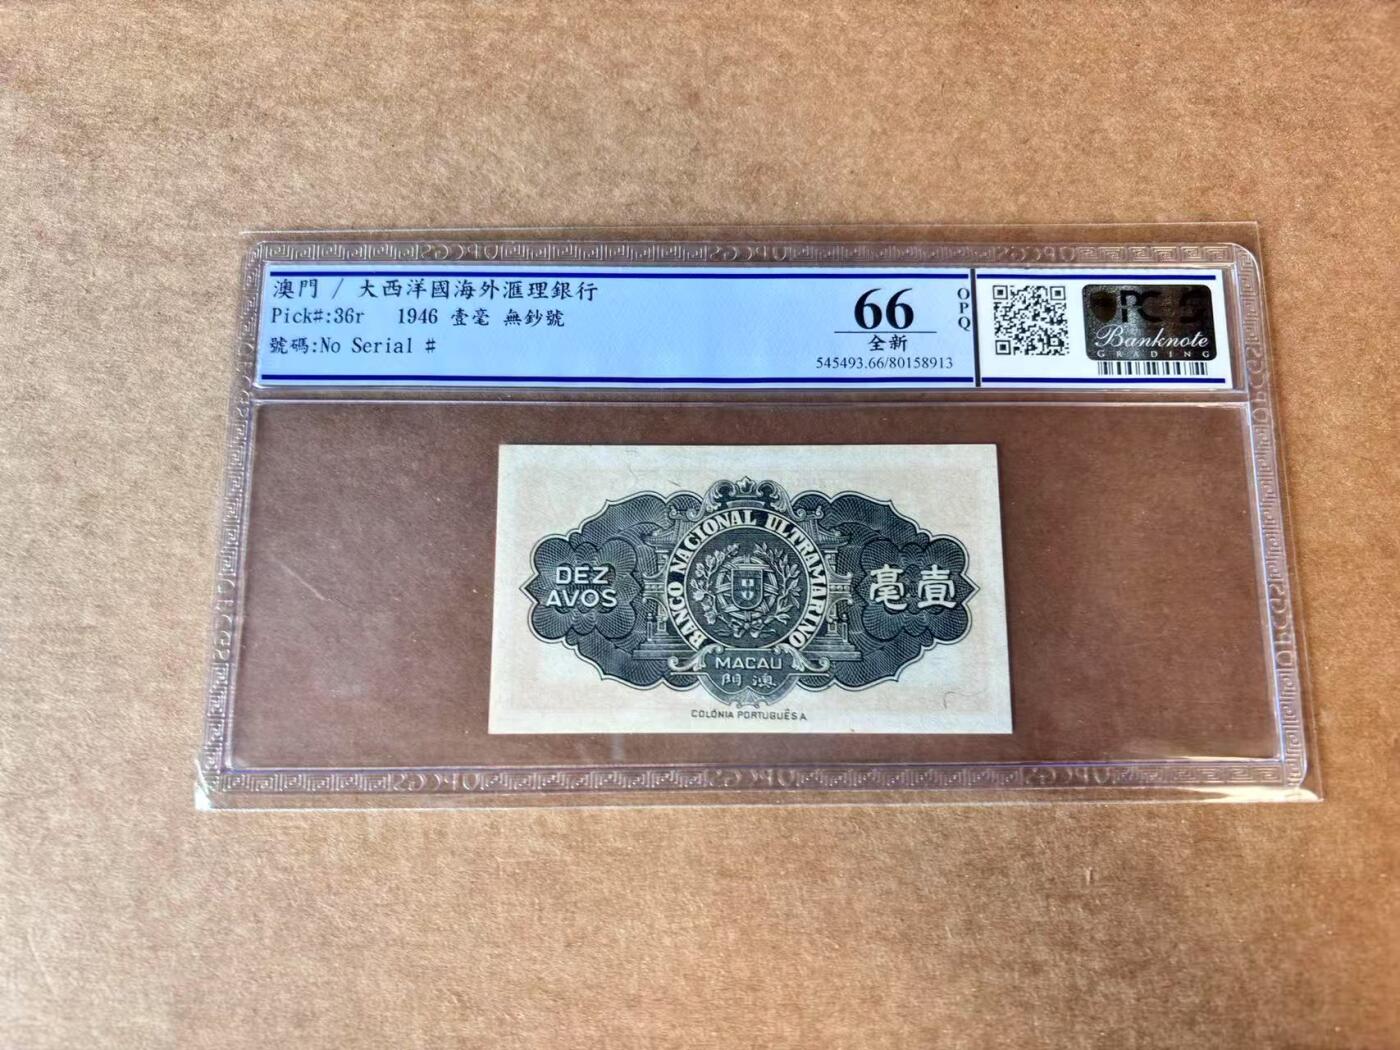 澳門 / 大西洋國海外滙理銀行
Pick#:36r 1946 壹毫 無鈔號
號碼:No Serial #
66
OPQ
全新
545493.66/80158913
Banknote
GRADING
BANCO NACIONAL ULTRAMARINO
DEZ
AVOS
毫壹
MACAU
門澳
COLÓNIA PORTUGUÊSA